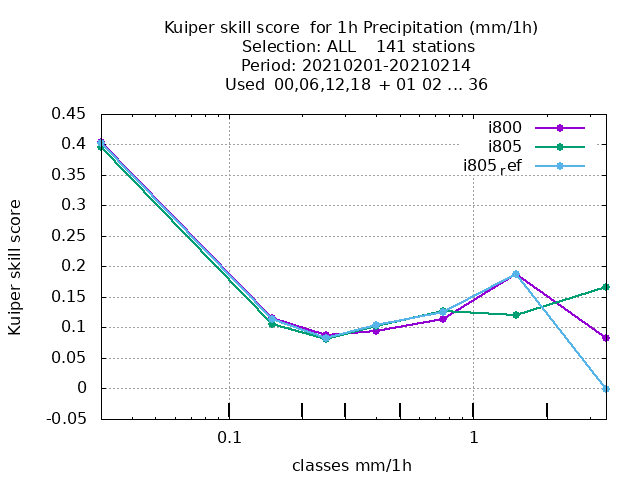 Kuiper skill score  for 1h Precipitation (mm/1h)
Selection: ALL    141 stations
Period: 20210201-20210214
Used  00,06,12,18  + 01 02 ... 36
i800
i805
i805ref
0.45
0.4
0.35
0.3
0.25
0.2
0.15
0.1
0.05
0
-0.05
Kuiper skill score
0.1
1
classes mm/1h